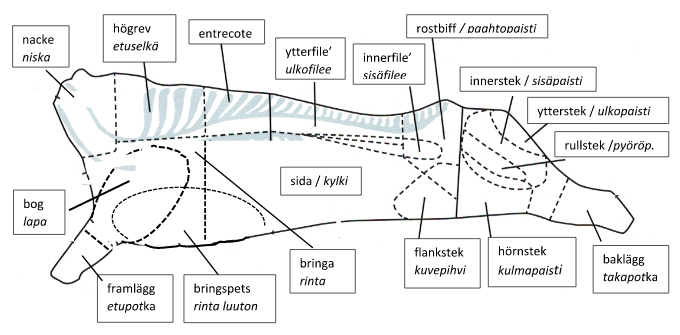 nacke
niska
högrev
etuselkä
entrecote
ytterfile’
ulkofilee
innerfile’
sisäfilee
rostbiff / paahtopaisti
innerstek / sisäpaisti
ytterstek / ulkopaisti
rullstek /pyöröp.
sida / kylki
bog
lapa
framlägg
etupotka
bringspets
rinta luuton
bringa
rinta
flankstek
kuvepihvi
hörnstek
kulmapaisti
baklägg
takapotka